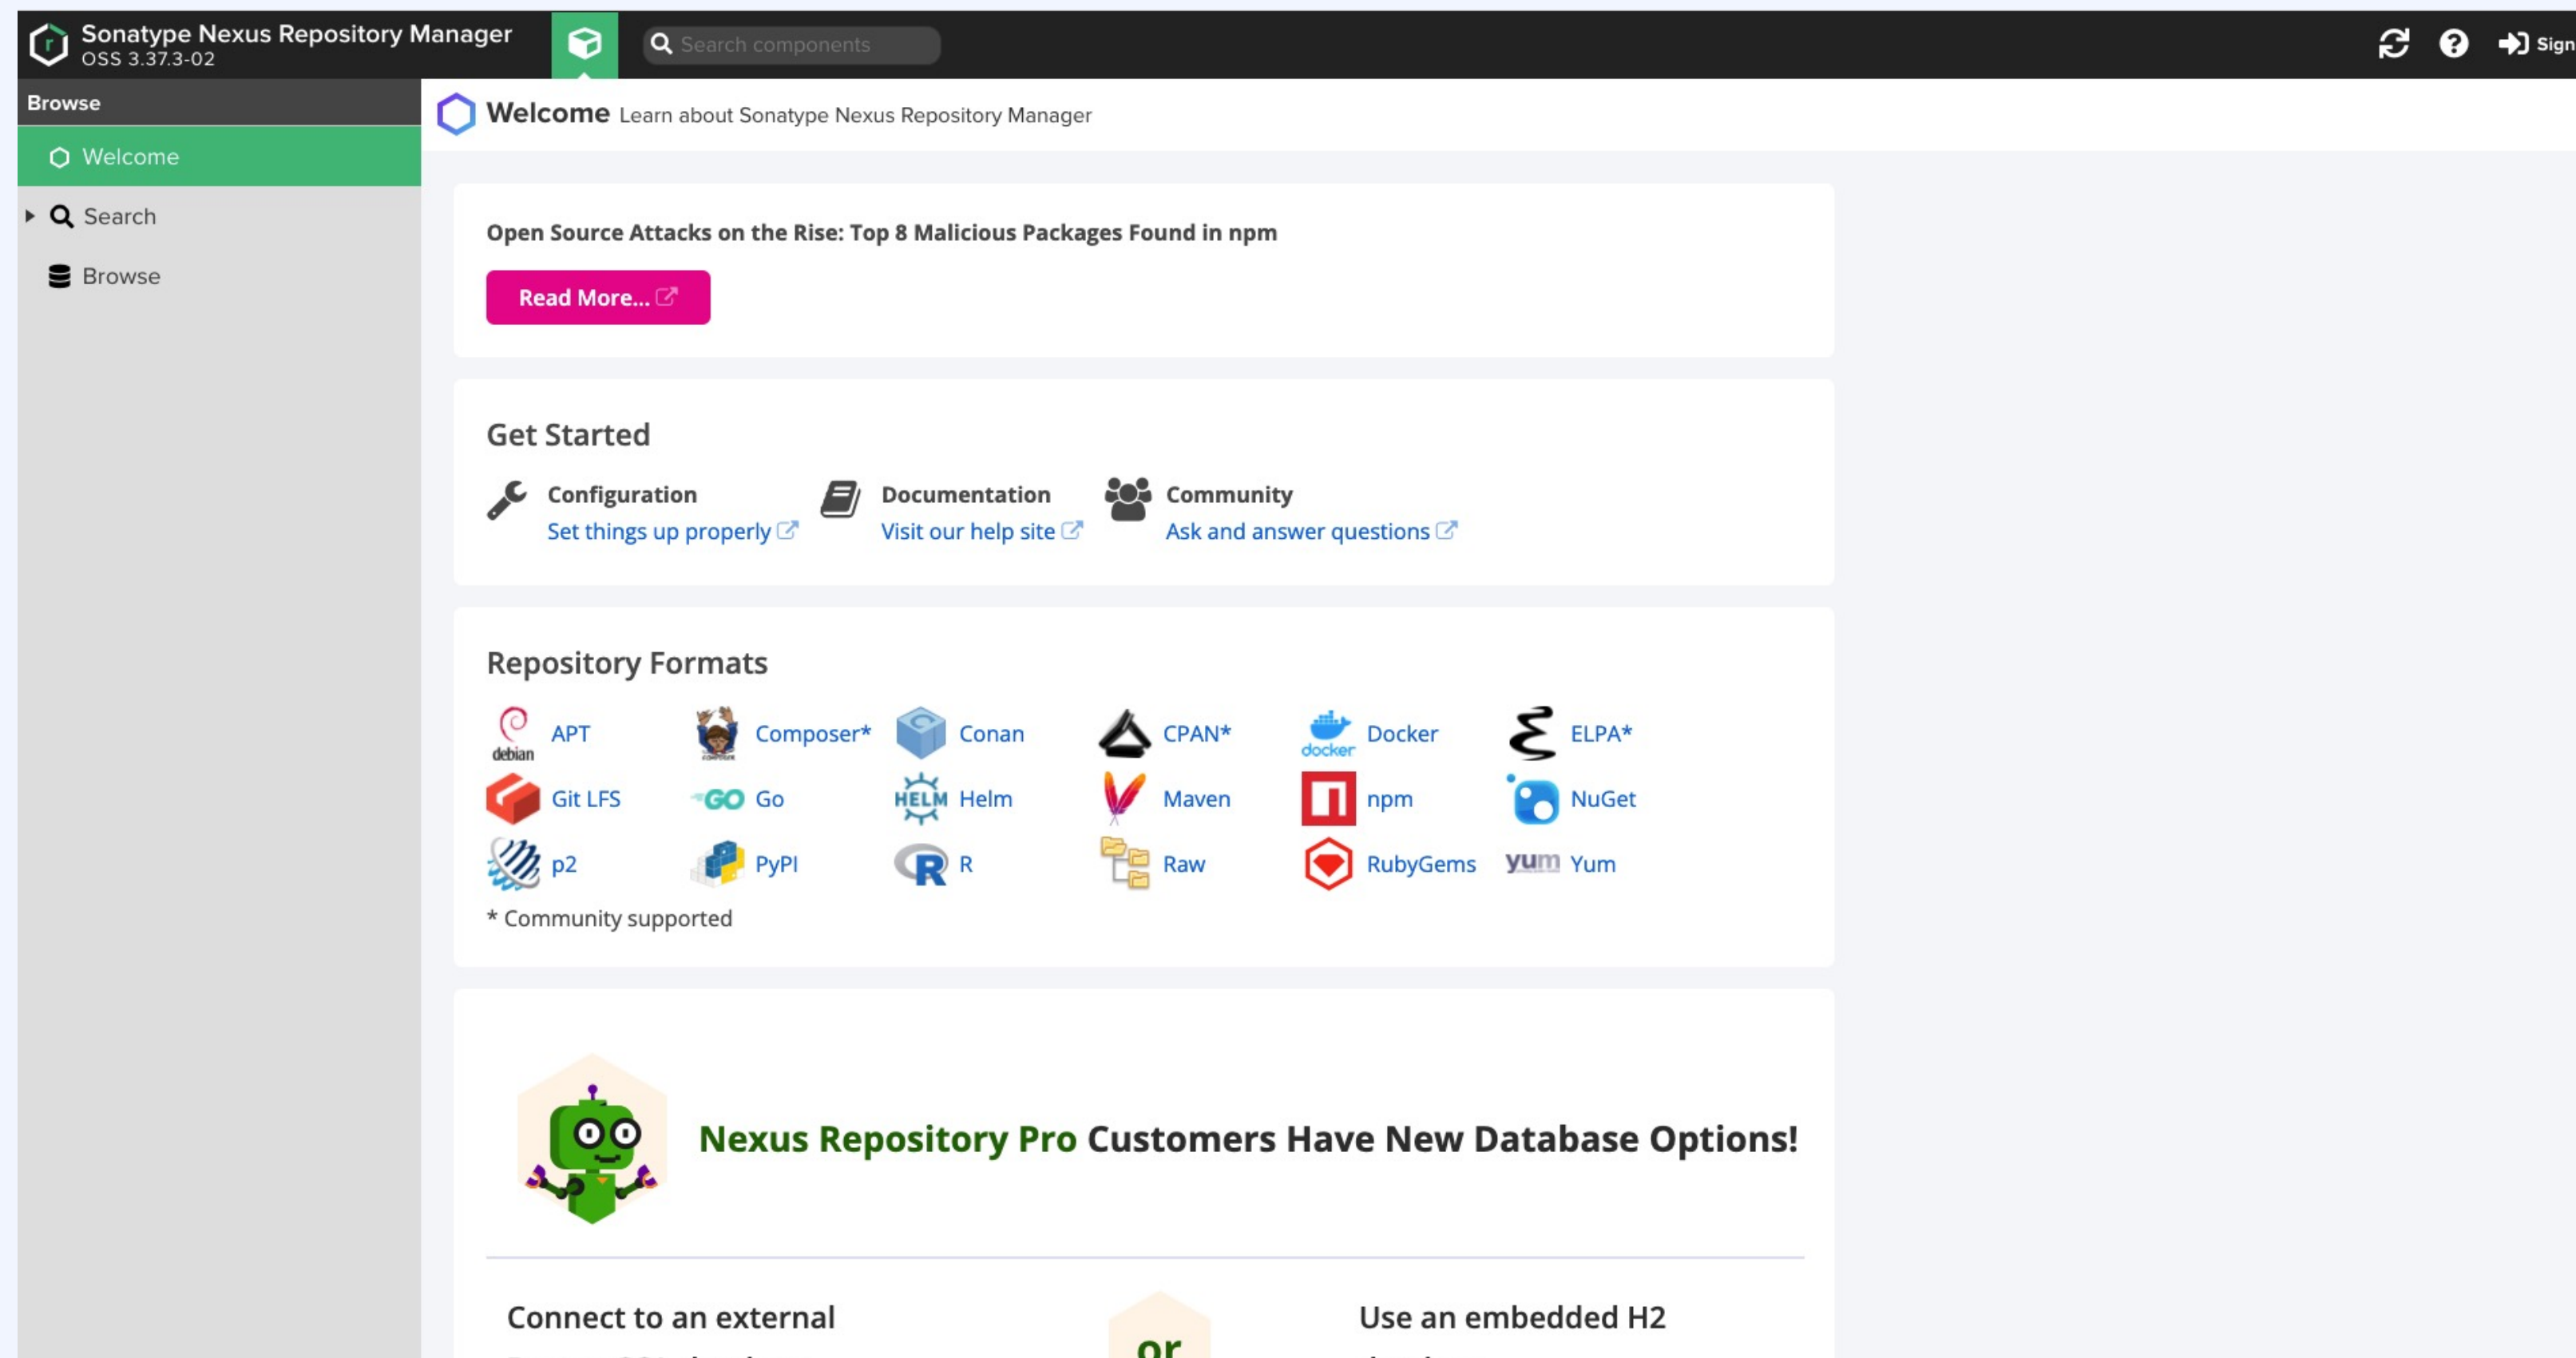 Sonatype Nexus Repository Manager
OSS 3.37.3-02
Search components
Sign
Browse
Welcome
Search
Browse
Welcome Learn about Sonatype Nexus Repository Manager
Open Source Attacks on the Rise: Top 8 Malicious Packages Found in npm
Read More...
Get Started
Configuration
Set things up properly
Documentation
Visit our help site
Community
Ask and answer questions
Repository Formats
debian APT
Composer*
Conan
CPAN*
docker Docker
ELPA*
Git LFS
GO Go
HELM Helm
Maven
npm
NuGet
p2
PyPI
R R
Raw
RubyGems
yum Yum
* Community supported
Nexus Repository Pro Customers Have New Database Options!
Connect to an external
or
Use an embedded H2